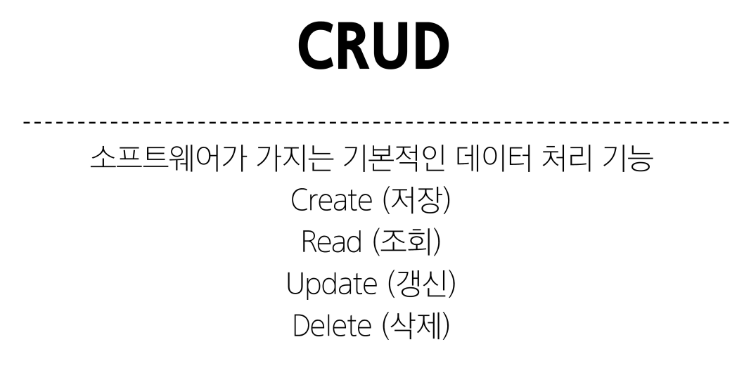 CRUD
소프트웨어가 가지는 기본적인 데이터 처리 기능
Create (저장)
Read (조회)
Update (갱신)
Delete (삭제)